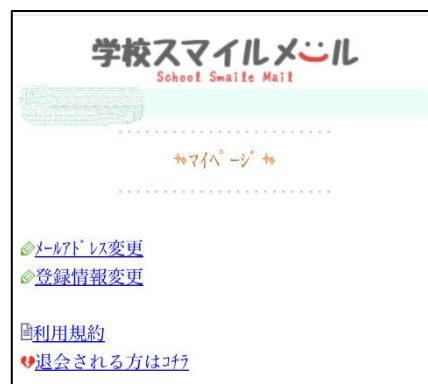 学校スマイルメール
School Smaile Mail
ﾏｲﾍﾟｰｼﾞ
ﾒｰﾙｱﾄﾞﾚｽ変更
登録情報変更
利用規約
退会される方はｺﾁﾗ